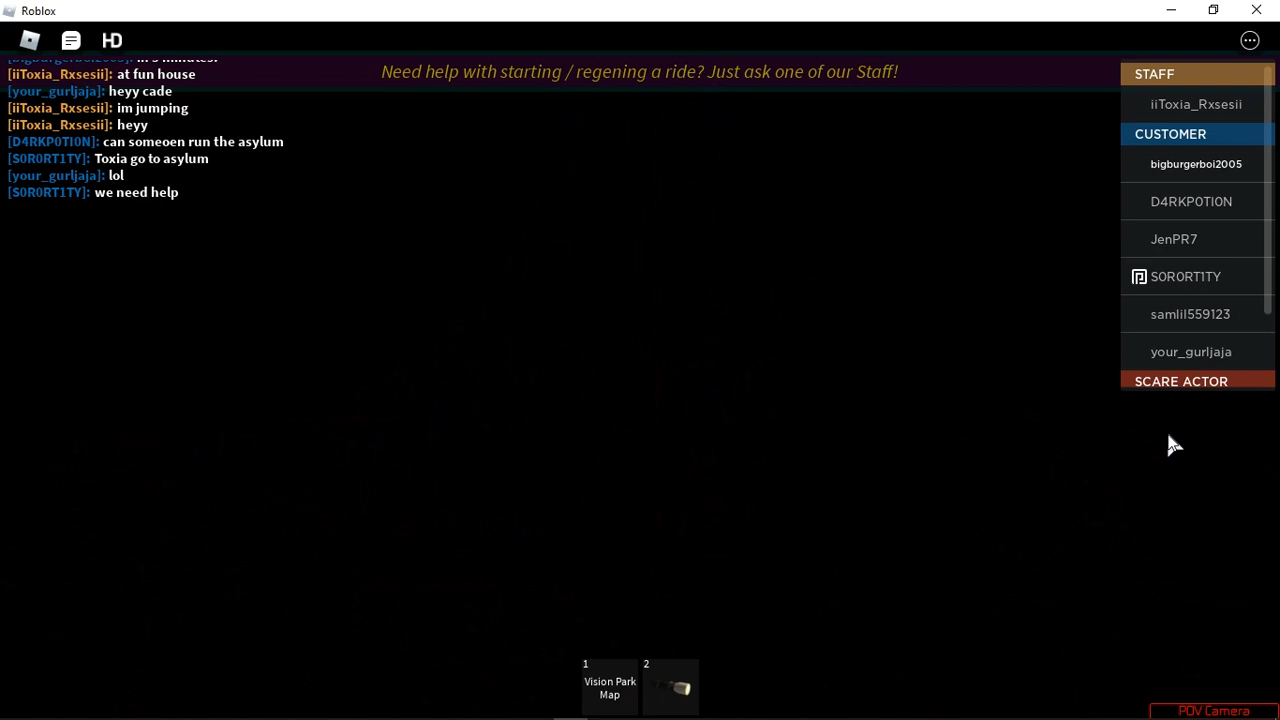 Roblox
HD
Need help with starting / regening a ride? Just ask one of our Staff!
[iiToxia_Rxsesii]: at fun house
[your_gurljaja]: heyy cade
[iiToxia_Rxsesii]: im jumping
[iiToxia_Rxsesii]: heyy
[D4RKP0TI0N]: can someoen run the asylum
[S0R0RT1TY]: Toxia go to asylum
[your_gurljaja]: lol
[S0R0RT1TY]: we need help
STAFF
iiToxia_Rxsesii
CUSTOMER
bigburgerboi2005
D4RKP0TI0N
JenPR7
S0R0RT1TY
samlil559123
your_gurljaja
SCARE ACTOR
1
Vision Park
Map
2
POV Camera